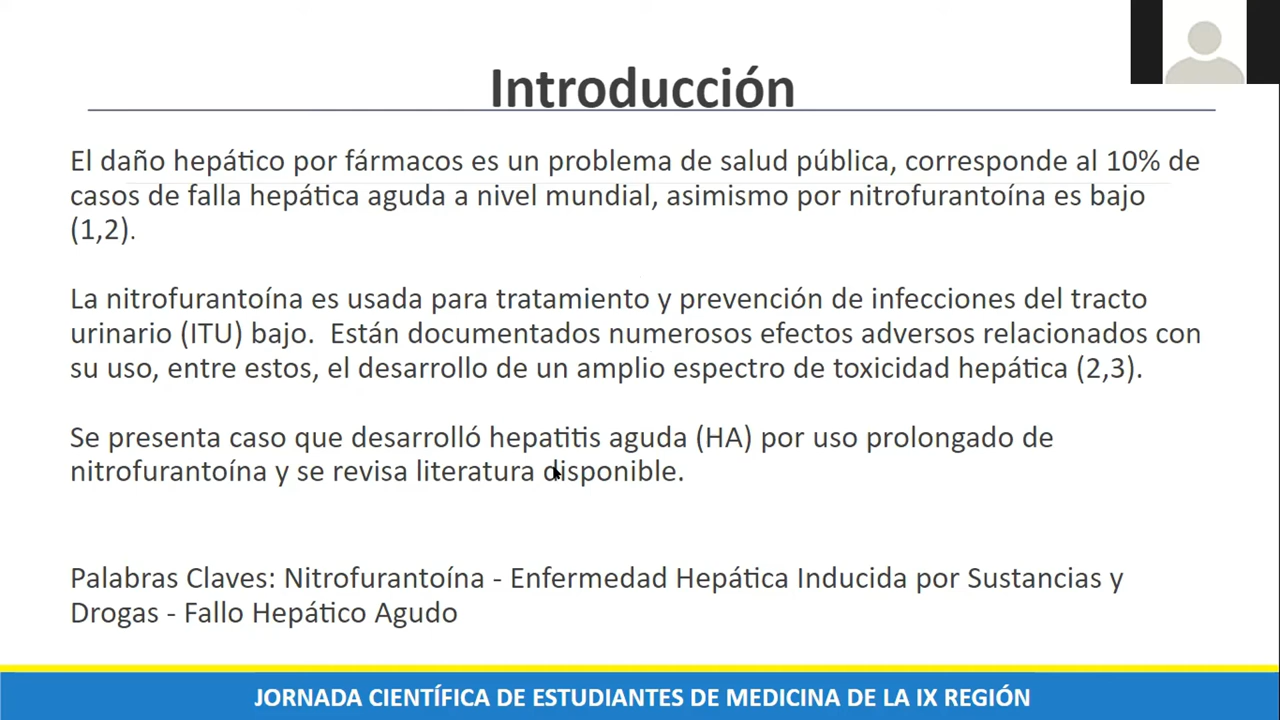 Introducción
El daño hepático por fármacos es un problema de salud pública, corresponde al 10% de
casos de falla hepática aguda a nivel mundial, asimismo por nitrofurantoína es bajo
(1,2).
La nitrofurantoína es usada para tratamiento y prevención de infecciones del tracto
urinario (ITU) bajo.  Están documentados numerosos efectos adversos relacionados con
su uso, entre estos, el desarrollo de un amplio espectro de toxicidad hepática (2,3).
Se presenta caso que desarrolló hepatitis aguda (HA) por uso prolongado de
nitrofurantoína y se revisa literatura disponible.
Palabras Claves: Nitrofurantoína - Enfermedad Hepática Inducida por Sustancias y
Drogas - Fallo Hepático Agudo
JORNADA CIENTÍFICA DE ESTUDIANTES DE MEDICINA DE LA IX REGIÓN